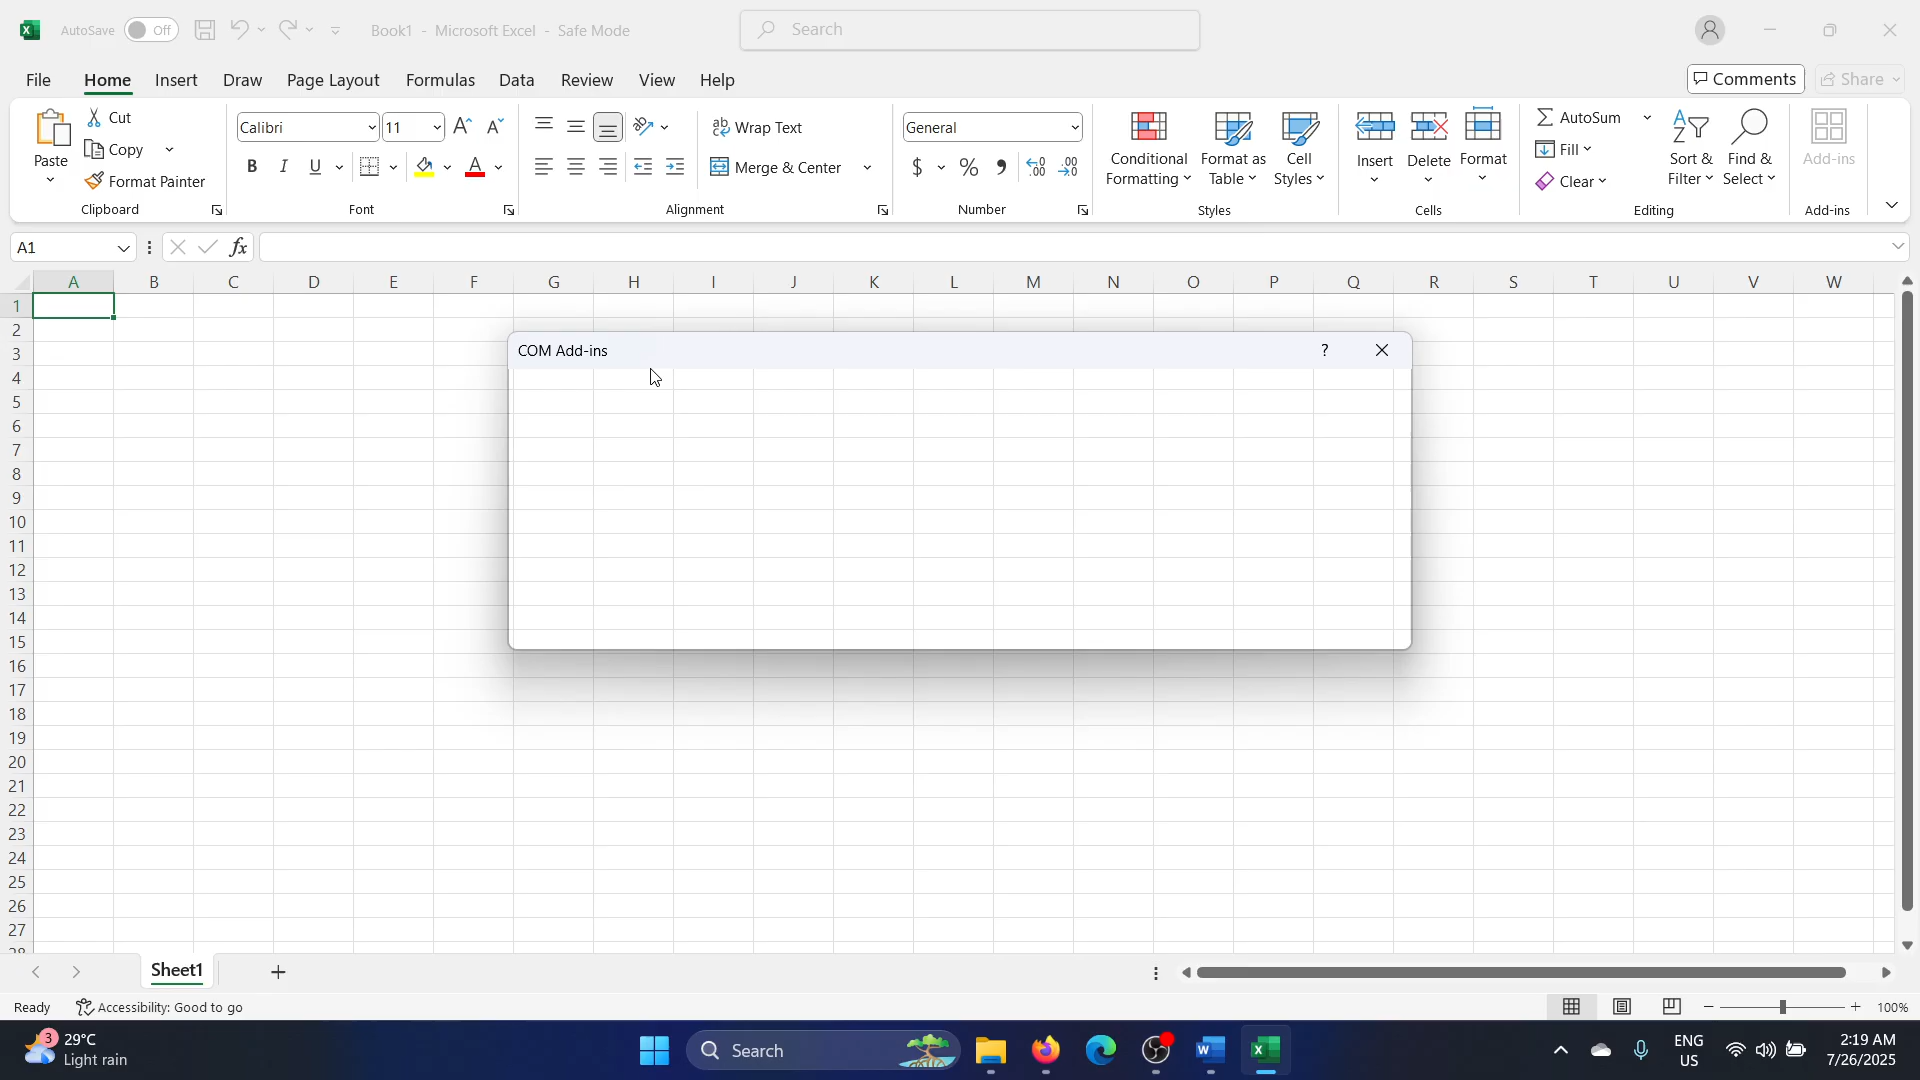 AutoSave Off Book1 - Microsoft Excel - Safe Mode Search
File Home Insert Draw Page Layout Formulas Data Review View Help Comments Share
Paste
Cut
Copy
Format Painter
Clipboard
Calibri 11
B I U A
Font
Wrap Text
Merge & Center
Alignment
General
$ % 9
Number
Conditional Formatting
Format as Table
Cell Styles
Styles
Insert Delete Format
Cells
AutoSum
Fill
Clear
Sort & Filter
Find & Select
Editing
Add-ins
Add-ins
A1 fx
A B C D E F G H I J K L M N O P Q R S T U V W
1
2
3
4
5
6
7
8
9
10
11
12
13
14
15
16
17
18
19
20
21
22
23
24
25
26
27
28
COM Add-ins ?
Sheet1
Ready Accessibility: Good to go 100%
3 29°C
Light rain
Search
ENG
US
2:19 AM
7/26/2025